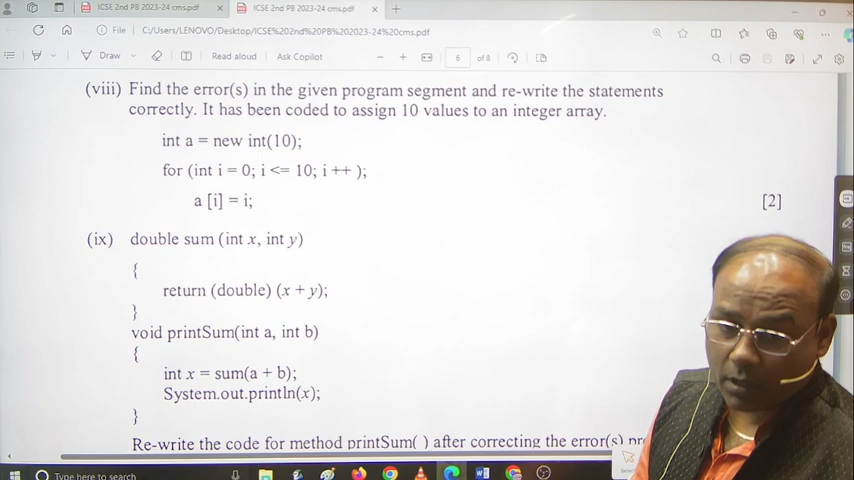 ICSE 2nd PB 2023-24 cms.pdf
ICSE 2nd PB 2023-24 cms.pdf
File
C:/Users/LENOVO/Desktop/ICSE%202nd%20PB%202023-24%20cms.pdf
Draw
Read aloud
Ask Copilot
6
of 8
(viii) Find the error(s) in the given program segment and re-write the statements
correctly. It has been coded to assign 10 values to an integer array.
int a = new int(10);
for (int i = 0; i <= 10; i ++ );
a [i] = i;
[2]
(ix) double sum (int x, int y)
{
return (double) (x + y);
}
void printSum(int a, int b)
{
int x = sum(a + b);
System.out.println(x);
}
Re-write the code for method printSum( ) after correcting the error(s)
Type here to search